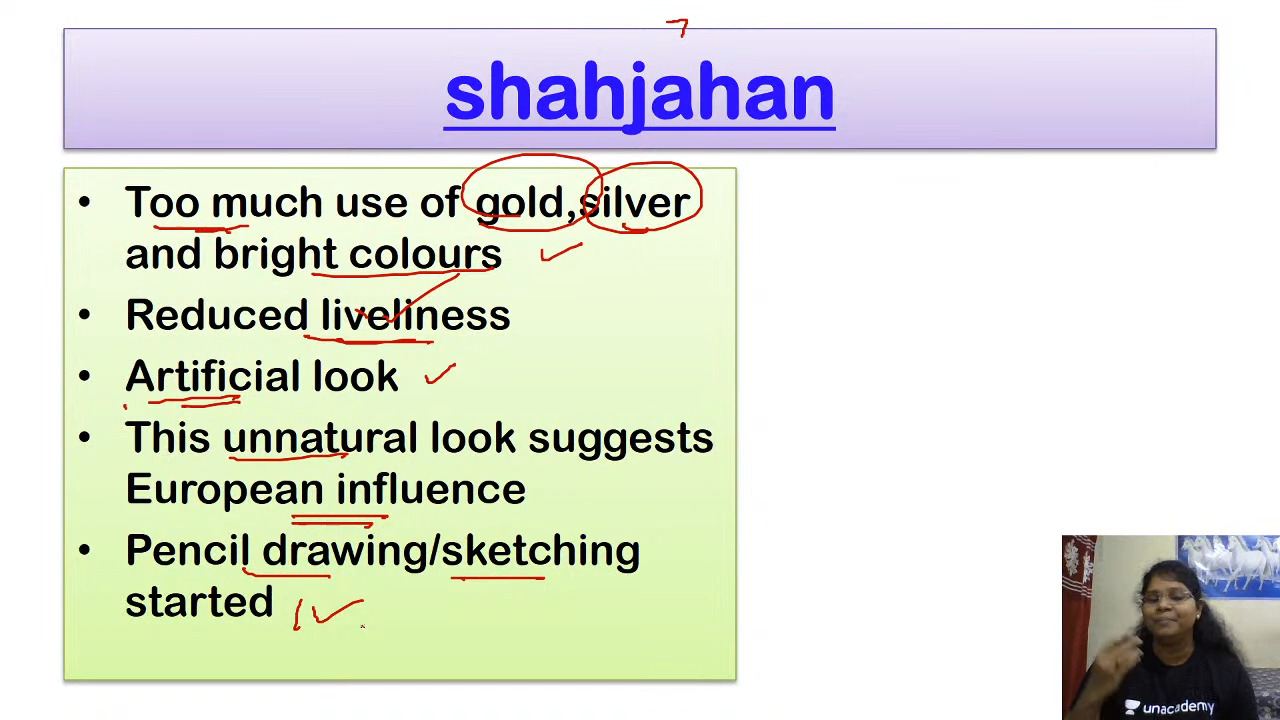 shahjahan
• Too much use of gold,silver
and bright colours
• Reduced liveliness
• Artificial look
• This unnatural look suggests
European influence
• Pencil drawing/sketching
started
unacademy